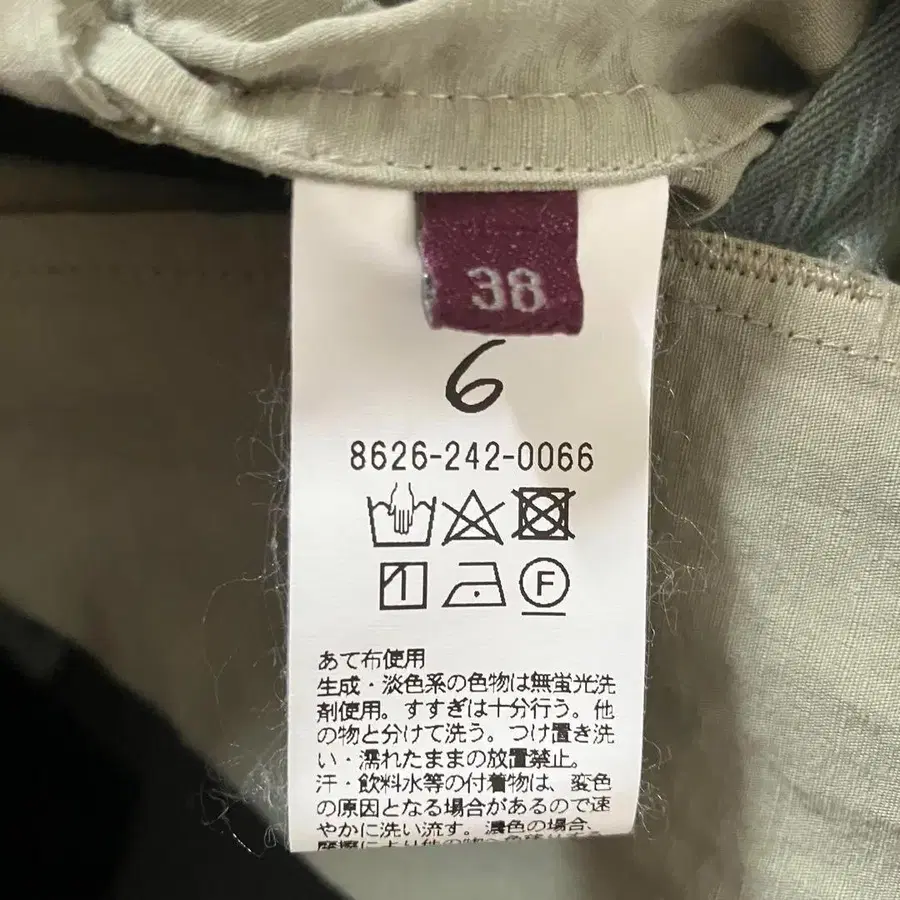 38
6
8626-242-0066
F
あて布使用
生成・淡色系の色物は無蛍光洗
剤使用。すすぎは十分行う。他
の物と分けて洗う。つけ置き洗
い・濡れたままの放置禁止。
汗・飲料水等の付着物は、変色
の原因となる場合があるので速
やかに洗い流す。濃色の場合、